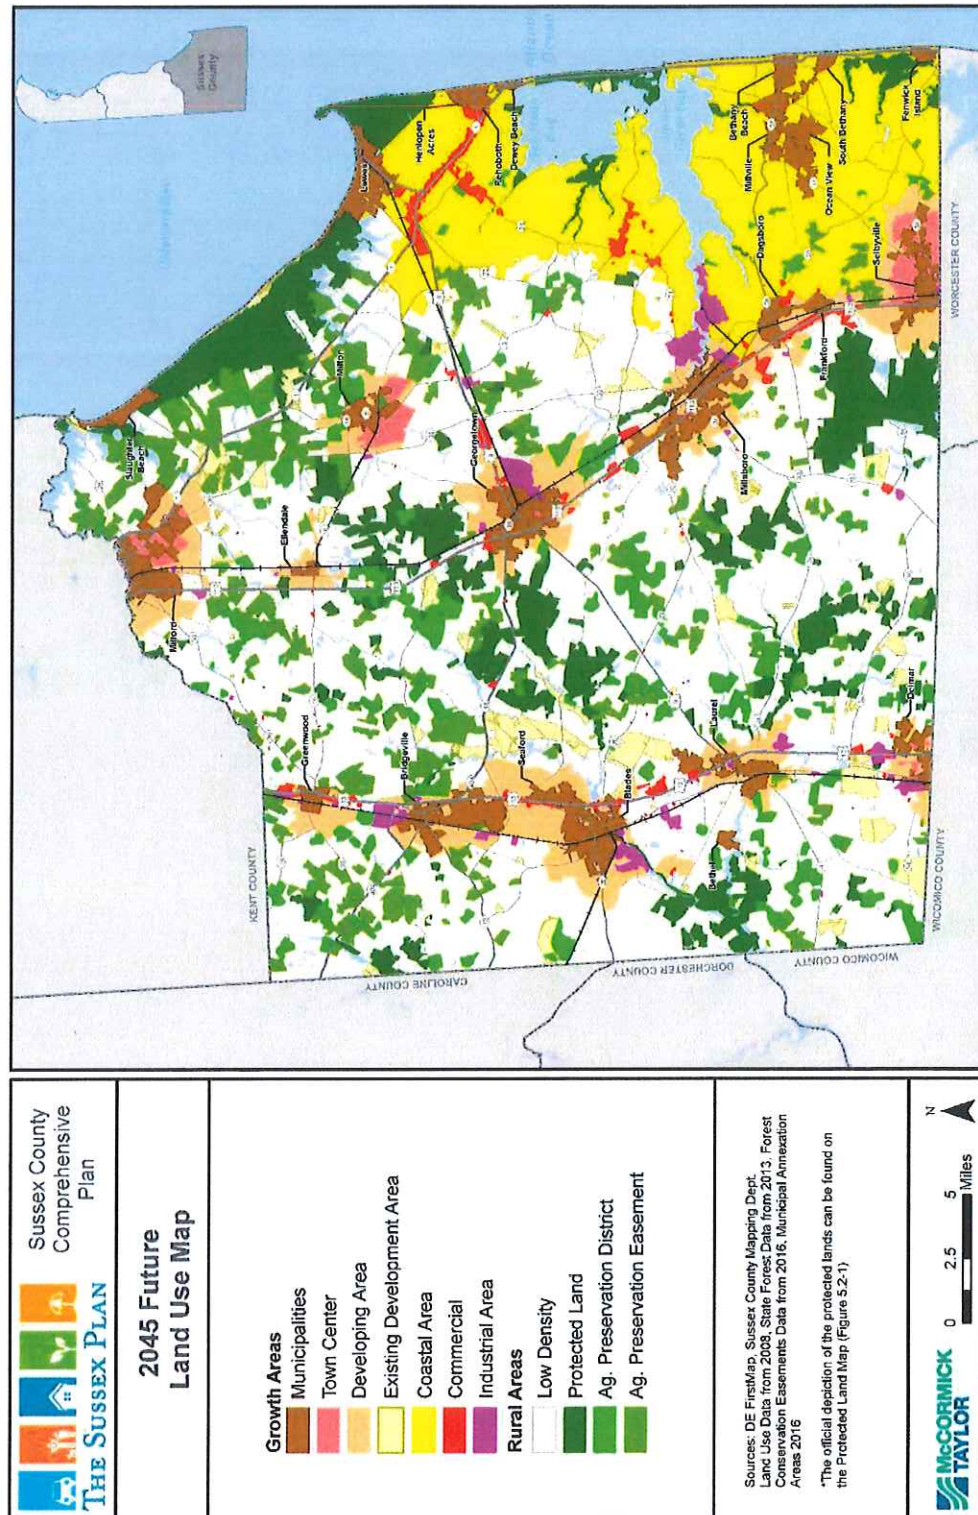 THE SUSSEX PLAN
Sussex County
Comprehensive
Plan
2045 Future
Land Use Map
Growth Areas
Municipalities
Town Center
Developing Area
Existing Development Area
Coastal Area
Commercial
Industrial Area
Rural Areas
Low Density
Protected Land
Ag. Preservation District
Ag. Preservation Easement
Sources: DE FirstMap, Sussex County Mapping Dept.
Land Use Data from 2008, State Forest Data from 2013, Forest
Conservation Easements Data from 2016, Municipal Annexation
Areas 2016
*The official depiction of the protected lands can be found on
the Protected Land Map (Figure 5.2-1)
McCORMICK
TAYLOR
0 2.5 5
Miles
N
Sussex
County
KENT COUNTY
CAROLINE COUNTY
DORCHESTER COUNTY
WICOMICO COUNTY
WICOMICO COUNTY
WORCESTER COUNTY
Milford
Slaughter
Beach
Greenwood
Ellendale
Milton
Lewes
Henlopen
Acres
Rehoboth
Dewey Beach
Bridgeville
Georgetown
Seaford
Blades
Bethel
Laurel
Delmar
Millsboro
Dagsboro
Frankford
Selbyville
Millville
Ocean View
Bethany
Beach
South Bethany
Fenwick
Island